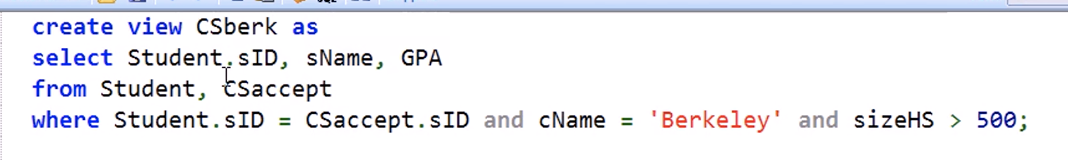 create view CSberk as
select Student.sID, sName, GPA
from Student, CSaccept
where Student.sID = CSaccept.sID and cName = 'Berkeley' and sizeHS > 500;